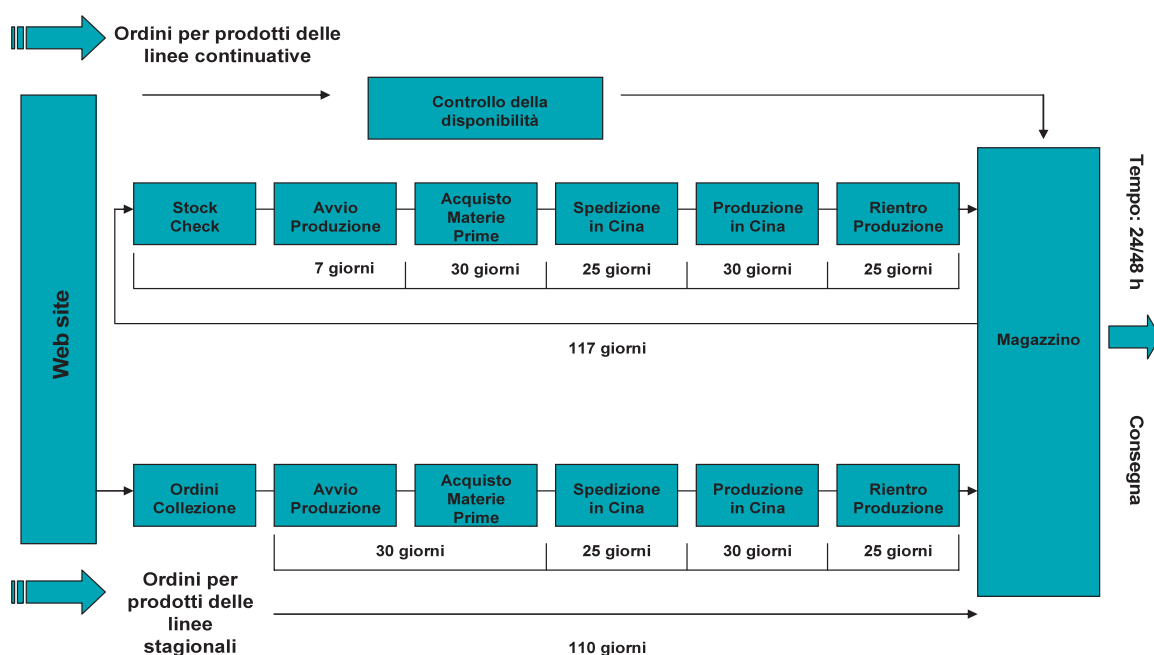 Ordini per prodotti delle
linee continuative
Controllo della
disponibilità
Web site
Stock
Check
Avvio
Produzione
Acquisto
Materie
Prime
Spedizione
in Cina
Produzione
in Cina
Rientro
Produzione
7 giorni
30 giorni
25 giorni
30 giorni
25 giorni
117 giorni
Magazzino
Tempo: 24/48 h
Consegna
Ordini
Collezione
Avvio
Produzione
Acquisto
Materie
Prime
Spedizione
in Cina
Produzione
in Cina
Rientro
Produzione
30 giorni
25 giorni
30 giorni
25 giorni
Ordini per
prodotti delle
linee
stagionali
110 giorni